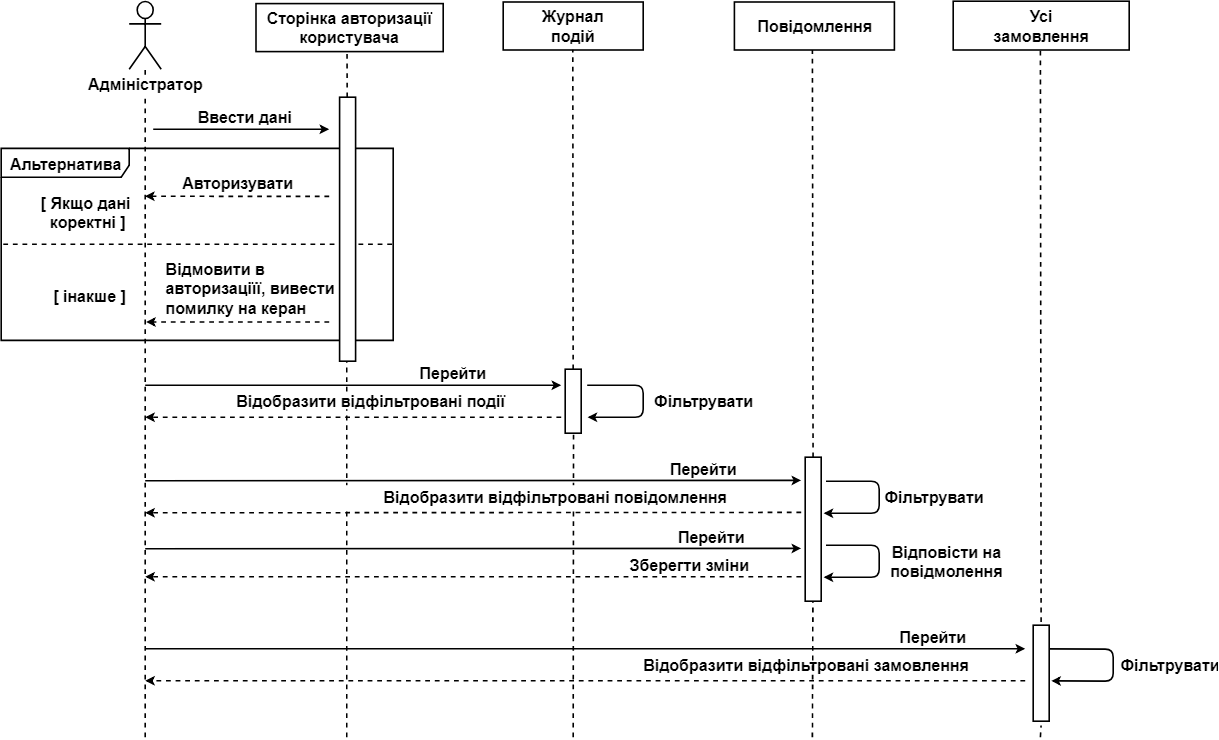 Сторінка авторизації
користувача
Журнал
подій
Повідомлення
Усі
замовлення
Адміністратор
Ввести дані
Альтернатива
Авторизувати
[ Якщо дані
коректні ]
Відмовити в
авторизаціїї, вивести
помилку на керан
[ інакше ]
Перейти
Відобразити відфільтровані події
Фільтрувати
Перейти
Відобразити відфільтровані повідомлення
Фільтрувати
Перейти
Зберегти зміни
Відповісти на
повідмолення
Перейти
Відобразити відфільтровані замовлення
Фільтрувати